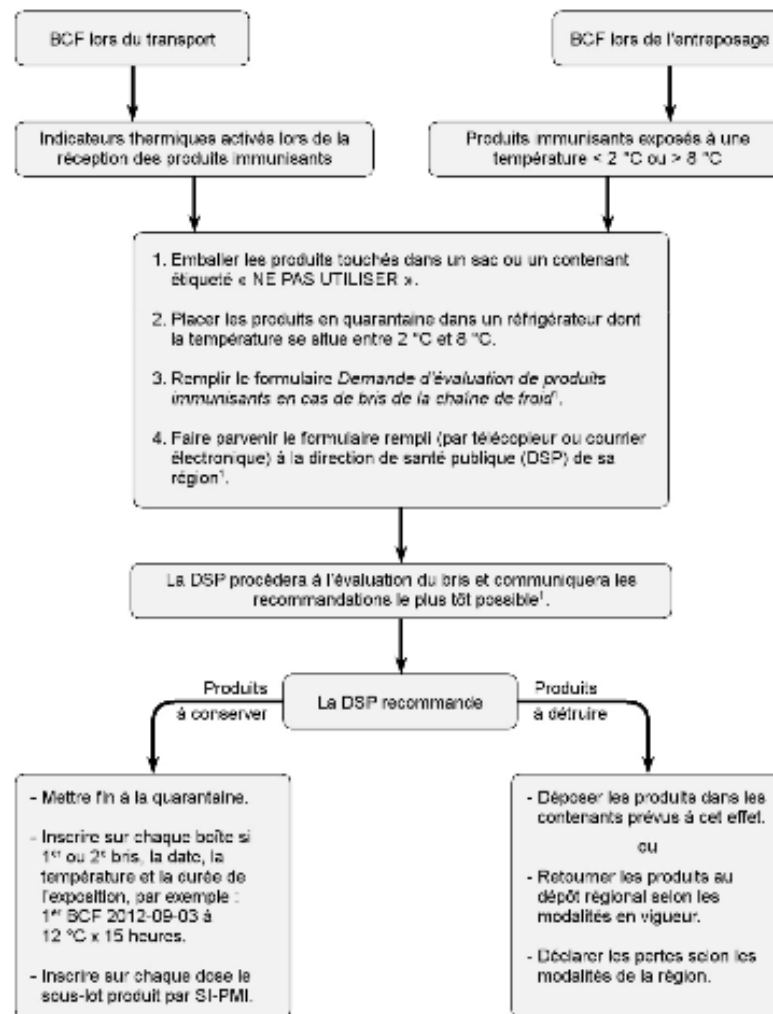 BCF lors du transport
BCF lors de l'entreposage
Indicateurs thermiques activés lors de la
réception des produits immunisants
Produits immunisants exposés à une
température < 2 °C ou > 8 °C
1. Emballer les produits touchés dans un sac ou un contenant
étiqueté « NE PAS UTILISER ».
2. Placer les produits en quarantaine dans un réfrigérateur dont
la température se situe entre 2 °C et 8 °C.
3. Remplir le formulaire Demande d'évaluation de produits
immunisants en cas de bris de la chaîne de froid¹.
4. Faire parvenir le formulaire rempli (par télécopieur ou courrier
électronique) à la direction de santé publique (DSP) de sa
région¹.
La DSP procédera à l'évaluation du bris et communiquera les
recommandations le plus tôt possible¹.
Produits
à conserver
La DSP recommande
Produits
à détruire
- Mettre fin à la quarantaine.
- Inscrire sur chaque boîte si
1er ou 2e bris, la date, la
température et la durée de
l'exposition, par exemple :
1er BCF 2012-09-03 à
12 °C x 15 heures.
- Inscrire sur chaque dose le
sous-lot produit par SI-PMI.
- Déposer les produits dans les
contenants prévus à cet effet.
ou
- Retourner les produits au
dépôt régional selon les
modalités en vigueur.
- Déclarer les pertes selon les
modalités de la région.